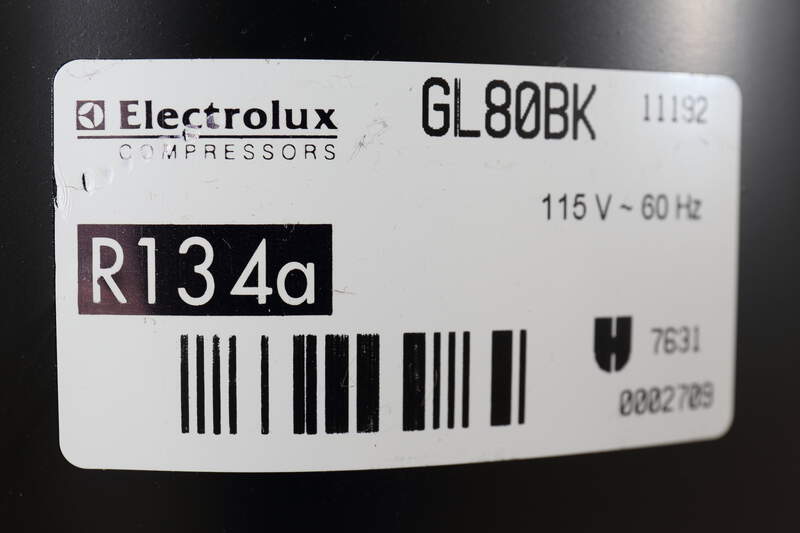 Electrolux
COMPRESSORS
GL80BK 11192
115 V ~ 60 Hz
R134a
7631
0002709